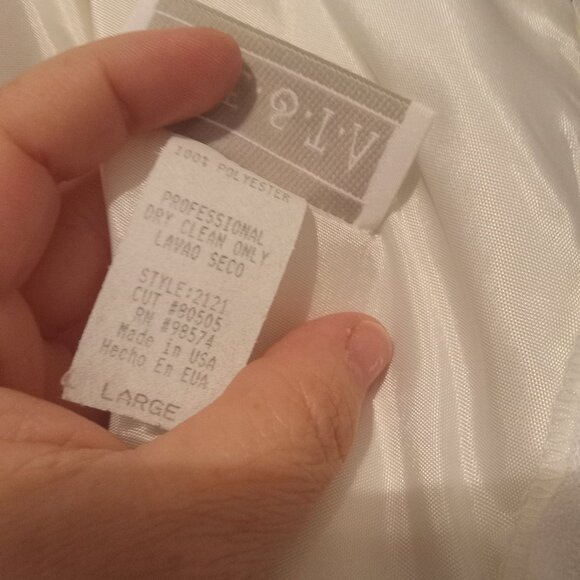 100% POLYESTER
PROFESSIONAL
DRY CLEAN ONLY
LAVAO SECO
STYLE:2121
CUT #90505
RN #98574
Made in USA
Hecho En EUA
LARGE